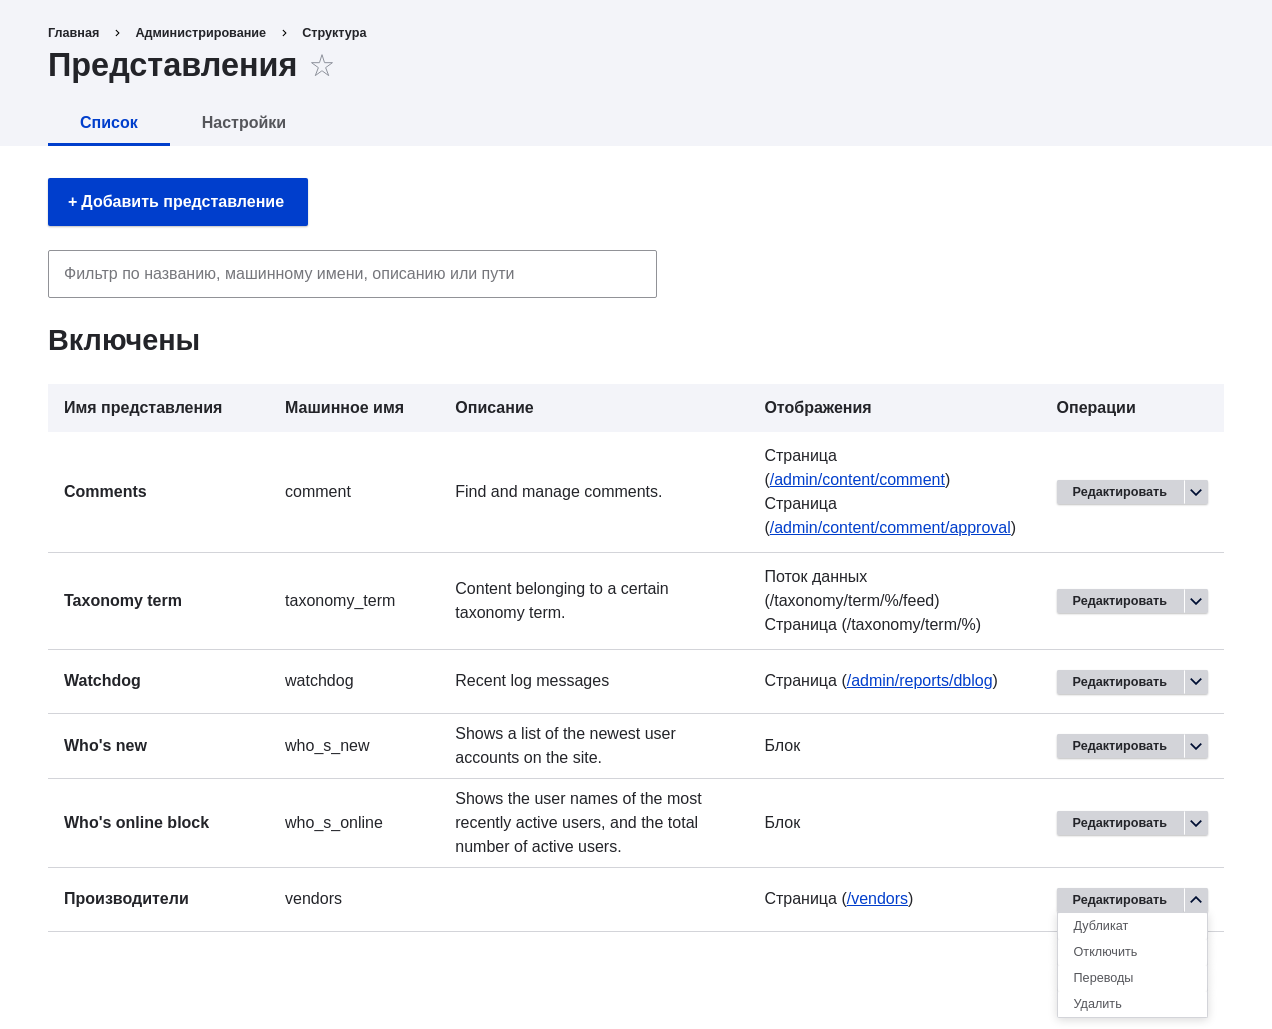 Главная › Администрирование › Структура
Представления
Список Настройки
+ Добавить представление
Фильтр по названию, машинному имени, описанию или пути
Включены
Имя представления Машинное имя Описание Отображения Операции
Comments comment Find and manage comments. Страница
(/admin/content/comment)
Страница
(/admin/content/comment/approval)
Редактировать
Taxonomy term taxonomy_term Content belonging to a certain
taxonomy term.
Поток данных
(/taxonomy/term/%/feed)
Страница (/taxonomy/term/%)
Редактировать
Watchdog watchdog Recent log messages Страница (/admin/reports/dblog) Редактировать
Who's new who_s_new Shows a list of the newest user
accounts on the site.
Блок Редактировать
Who's online block who_s_online Shows the user names of the most
recently active users, and the total
number of active users.
Блок Редактировать
Производители vendors Страница (/vendors) Редактировать
Дубликат
Отключить
Переводы
Удалить